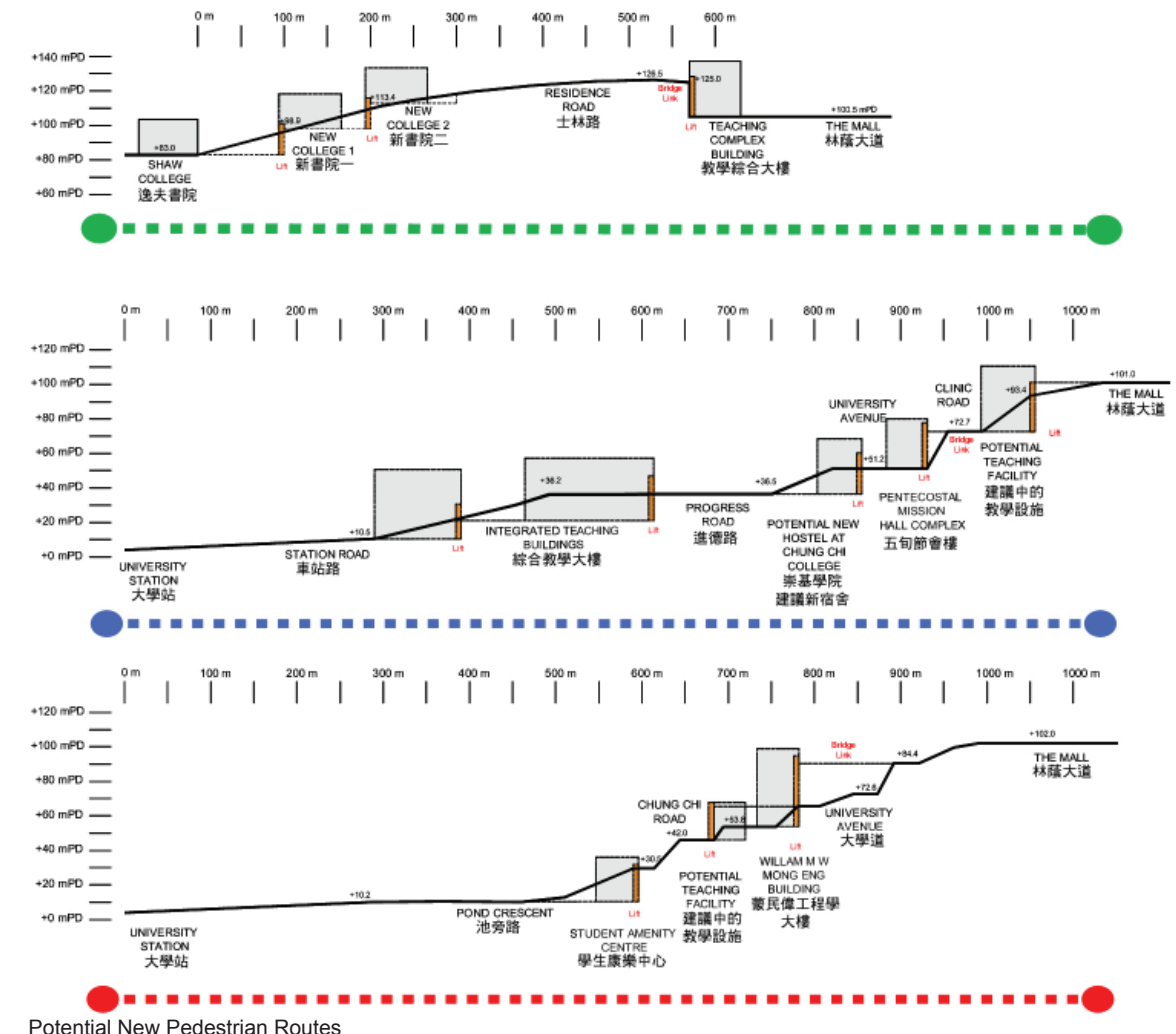 0 m 100 m 200 m 300 m 400 m 500 m 600 m
+140 mPD
+120 mPD
+100 mPD
+80 mPD
+60 mPD
+83.0
SHAW
COLLEGE
逸夫書院
+98.9
Lift
NEW
COLLEGE 1
新書院一
+113.4
Lift
NEW
COLLEGE 2
新書院二
RESIDENCE
ROAD
士林路
+126.5
Bridge
Link
+125.0
Lift
TEACHING
COMPLEX
BUILDING
教學綜合大樓
+100.5 mPD
THE MALL
林蔭大道
0 m 100 m 200 m 300 m 400 m 500 m 600 m 700 m 800 m 900 m 1000 m 1000 m
+120 mPD
+100 mPD
+80 mPD
+60 mPD
+40 mPD
+20 mPD
+0 mPD
UNIVERSITY
STATION
大學站
STATION ROAD
車站路
+10.5
Lift
+36.2
INTEGRATED TEACHING
BUILDINGS
綜合教學大樓
Lift
PROGRESS
ROAD
進德路
+36.5
POTENTIAL NEW
HOSTEL AT
CHUNG CHI
COLLEGE
崇基學院
建議新宿舍
Lift
+51.2
UNIVERSITY
AVENUE
PENTECOSTAL
MISSION
HALL COMPLEX
五旬節會樓
Lift
+72.7
Bridge
Link
CLINIC
ROAD
POTENTIAL
TEACHING
FACILITY
建議中的
教學設施
+93.4
Lift
+101.0
THE MALL
林蔭大道
0 m 100 m 200 m 300 m 400 m 500 m 600 m 700 m 800 m 900 m 1000 m 1000 m
+120 mPD
+100 mPD
+80 mPD
+60 mPD
+40 mPD
+20 mPD
+0 mPD
UNIVERSITY
STATION
大學站
+10.2
POND CRESCENT
池旁路
STUDENT AMENITY
CENTRE
學生康樂中心
Lift
+42.0
CHUNG CHI
ROAD
Lift
POTENTIAL
TEACHING
FACILITY
建議中的
教學設施
Lift
WILLAM M W
MONG ENG
BUILDING
蒙民偉工程學
大樓
Bridge
Link
+72.6
UNIVERSITY
AVENUE
大學道
+84.4
+102.0
THE MALL
林蔭大道
Potential New Pedestrian Routes